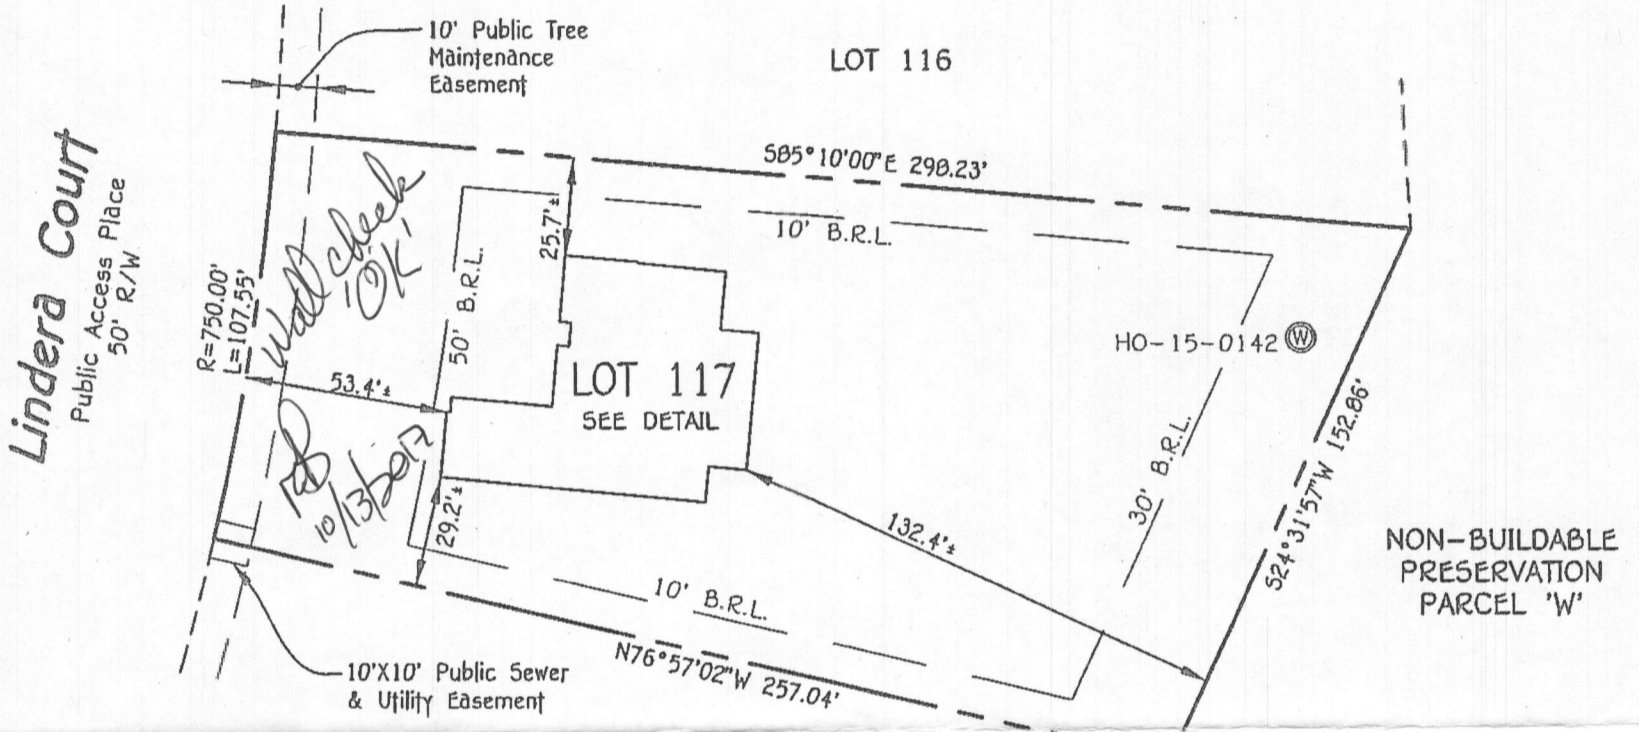 10' Public Tree
Maintenance
Easement
LOT 116
Lindera Court
Public Access Place
50' R/W
R=750.00'
L=107.55'
S85°10'00"E 298.23'
10' B.R.L.
25.7'±
50' B.R.L.
Wall check
'OK'
53.4'±
LOT 117
SEE DETAIL
HO-15-0142 W
30' B.R.L.
S24°31'57"W 152.86'
10/13/2017
29.2'±
132.4'±
NON-BUILDABLE
PRESERVATION
PARCEL 'W'
10' B.R.L.
N76°57'02"W 257.04'
10'X10' Public Sewer
& Utility Easement